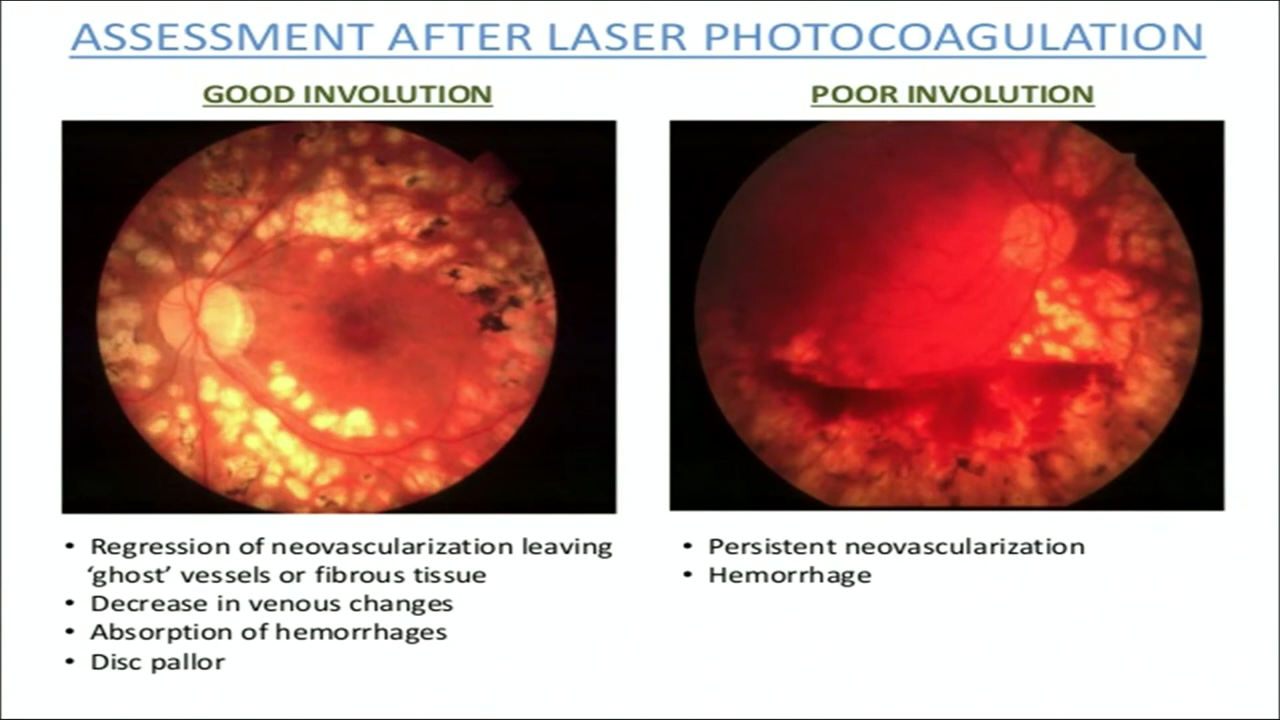 ASSESSMENT AFTER LASER PHOTOCOAGULATION
GOOD INVOLUTION
• Regression of neovascularization leaving
‘ghost’ vessels or fibrous tissue
• Decrease in venous changes
• Absorption of hemorrhages
• Disc pallor
POOR INVOLUTION
• Persistent neovascularization
• Hemorrhage